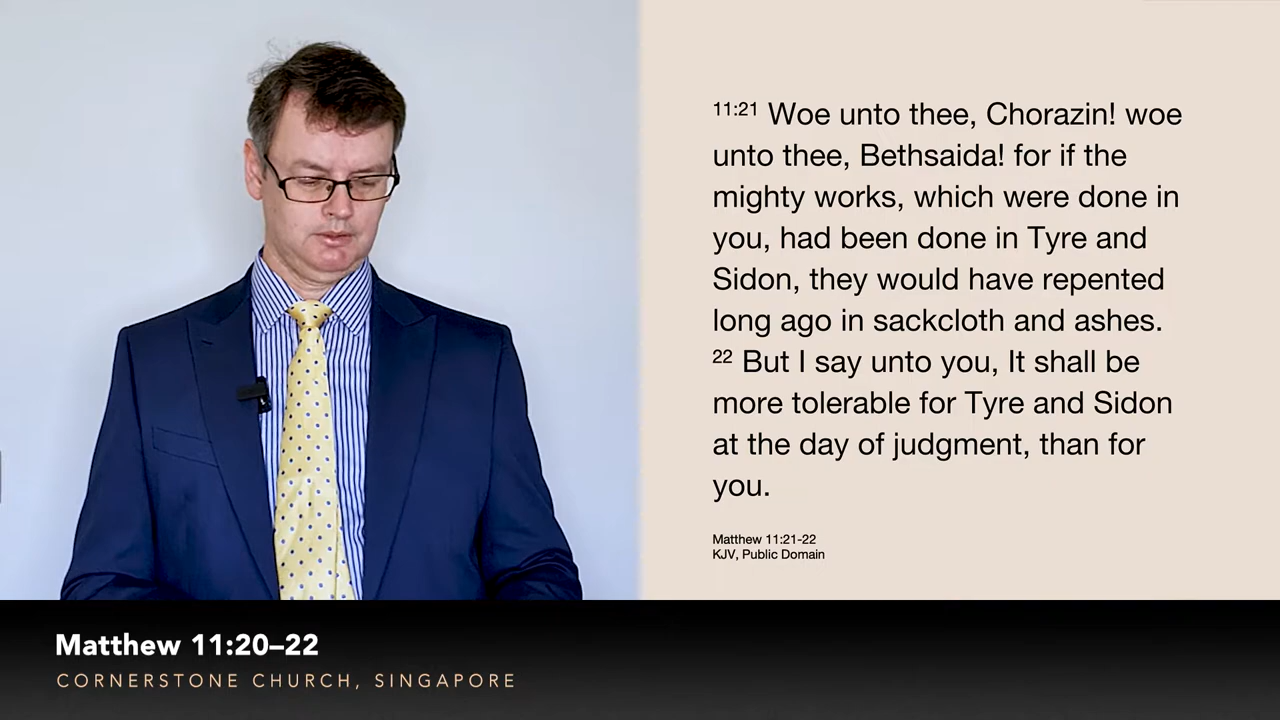 11:21 Woe unto thee, Chorazin! woe
unto thee, Bethsaida! for if the
mighty works, which were done in
you, had been done in Tyre and
Sidon, they would have repented
long ago in sackcloth and ashes.
22 But I say unto you, It shall be
more tolerable for Tyre and Sidon
at the day of judgment, than for
you.
Matthew 11:21-22
KJV, Public Domain
Matthew 11:20–22
CORNERSTONE CHURCH, SINGAPORE